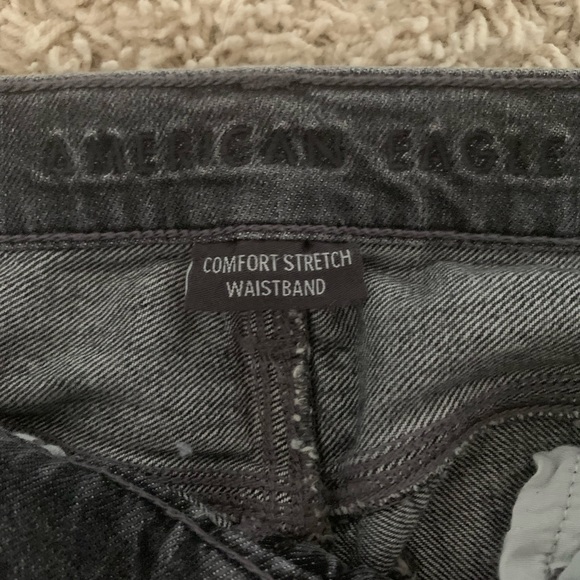 AMERICAN EAGLE
COMFORT STRETCH
WAISTBAND